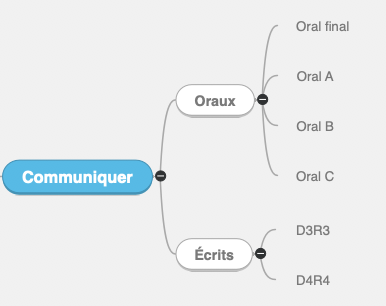 Communiquer
Oraux
Oral final
Oral A
Oral B
Oral C
Écrits
D3R3
D4R4